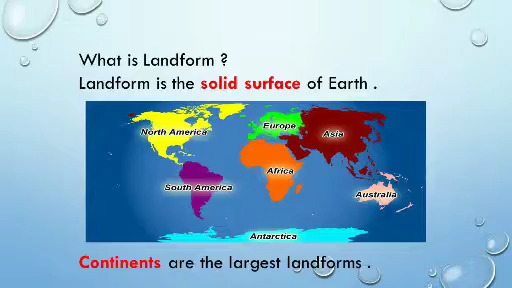 What is Landform ?
Landform is the solid surface of Earth .
North America
Europe
Asia
Africa
South America
Australia
Antarctica
Continents are the largest landforms .